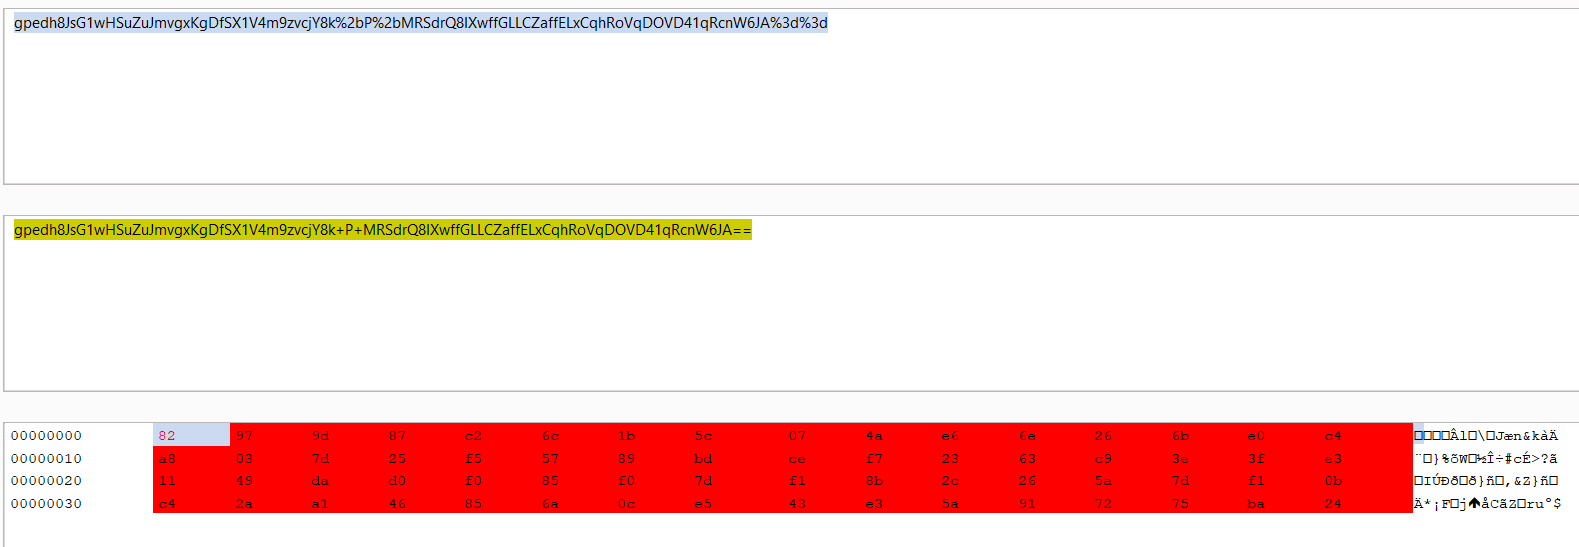 gpedh8JsG1wHSuZuJmvgxKgDfSX1V4m9zvcjY8k%2bP%2bMRSdrQ8IXwffGLLCZaffELxCqhRoVqDOVD41qRcnW6JA%3d%3d
gpedh8JsG1wHSuZuJmvgxKgDfSX1V4m9zvcjY8k+P+MRSdrQ8IXwffGLLCZaffELxCqhRoVqDOVD41qRcnW6JA==
00000000 82 97 9d 87 c2 6c 1b 5c 07 4a e6 6e 26 6b e0 c4 □□□□Âl□\□Jæn&kàÄ
00000010 a8 03 7d 25 f5 57 89 bd ce f7 23 63 c9 3e 3f e3 ¨□}%õW□½Î÷#cÉ>?ã
00000020 11 49 da d0 f0 85 f0 7d f1 8b 2c 26 5a 7d f1 0b □IÚÐð□ð}ñ□,&Z}ñ□
00000030 c4 2a a1 46 85 6a 0c e5 43 e3 5a 91 72 75 ba 24 Ä*¡F□j🡅åCãZ□ruº$